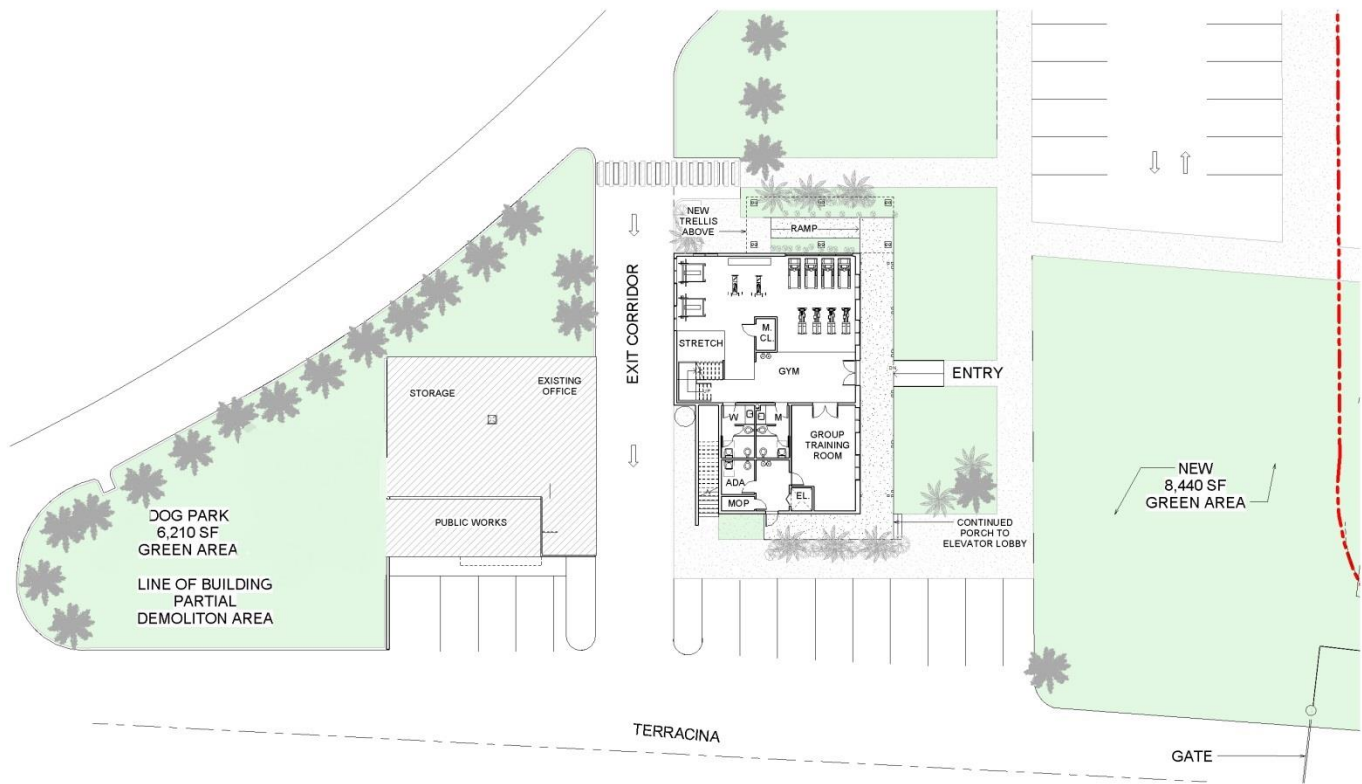 NEW
TRELLIS
ABOVE
RAMP
EXIT CORRIDOR
M.
CL.
STRETCH
GYM
UP
ENTRY
STORAGE
EXISTING
OFFICE
W
M
GROUP
TRAINING
ROOM
ADA
MOP
EL.
PUBLIC WORKS
NEW
8,440 SF
GREEN AREA
DOG PARK
6,210 SF
GREEN AREA
CONTINUED
PORCH TO
ELEVATOR LOBBY
LINE OF BUILDING
PARTIAL
DEMOLITON AREA
TERRACINA
GATE